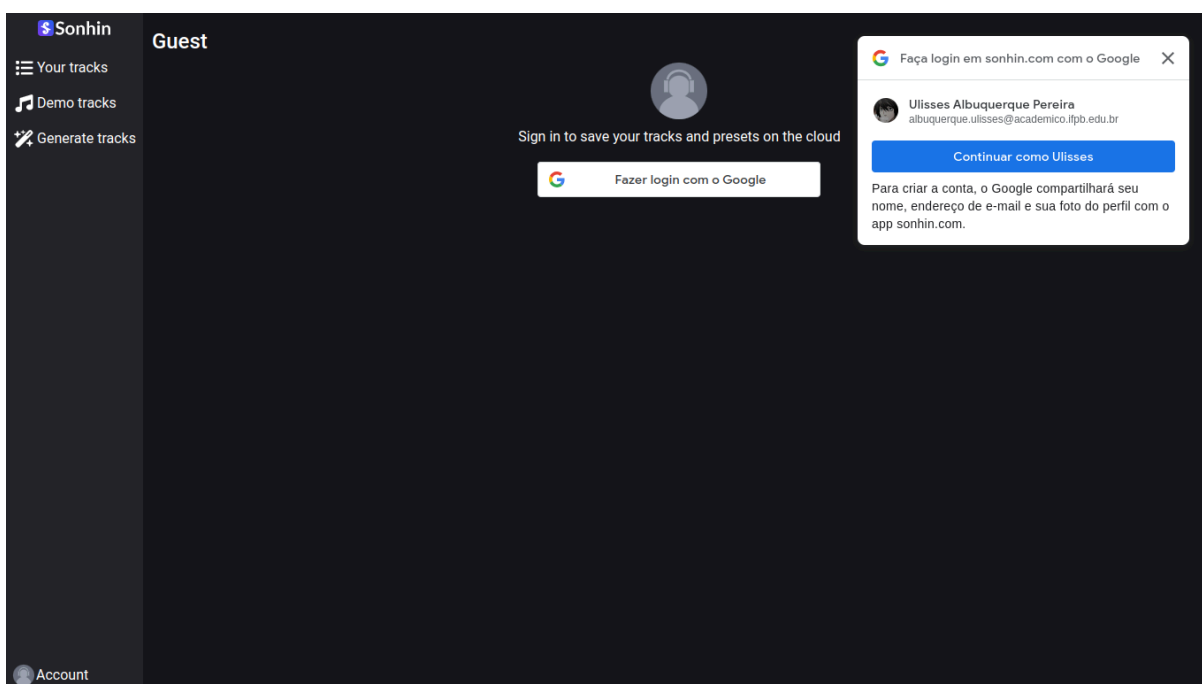 Sonhin
Your tracks
Demo tracks
Generate tracks
Account
Guest
Sign in to save your tracks and presets on the cloud
Fazer login com o Google
Faça login em sonhin.com com o Google
Ulisses Albuquerque Pereira
albuquerque.ulisses@academico.ifpb.edu.br
Continuar como Ulisses
Para criar a conta, o Google compartilhará seu
nome, endereço de e-mail e sua foto do perfil com o
app sonhin.com.